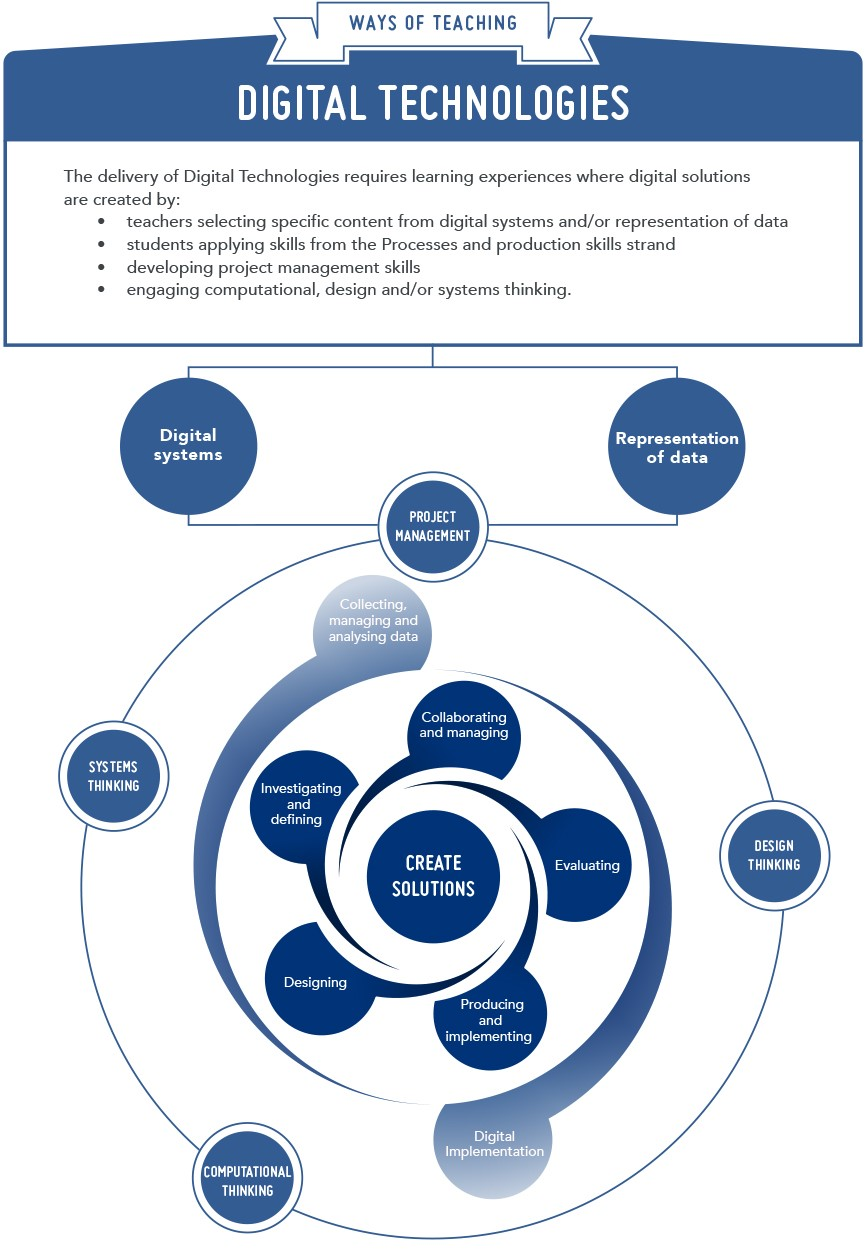 WAYS OF TEACHING
DIGITAL TECHNOLOGIES
The delivery of Digital Technologies requires learning experiences where digital solutions
are created by:
• teachers selecting specific content from digital systems and/or representation of data
• students applying skills from the Processes and production skills strand
• developing project management skills
• engaging computational, design and/or systems thinking.
Digital
systems
Representation
of data
PROJECT
MANAGEMENT
Collecting,
managing and
analysing data
Collaborating
and managing
SYSTEMS
THINKING
Investigating
and
defining
DESIGN
THINKING
CREATE
SOLUTIONS
Evaluating
Designing
Producing
and
implementing
Digital
Implementation
COMPUTATIONAL
THINKING